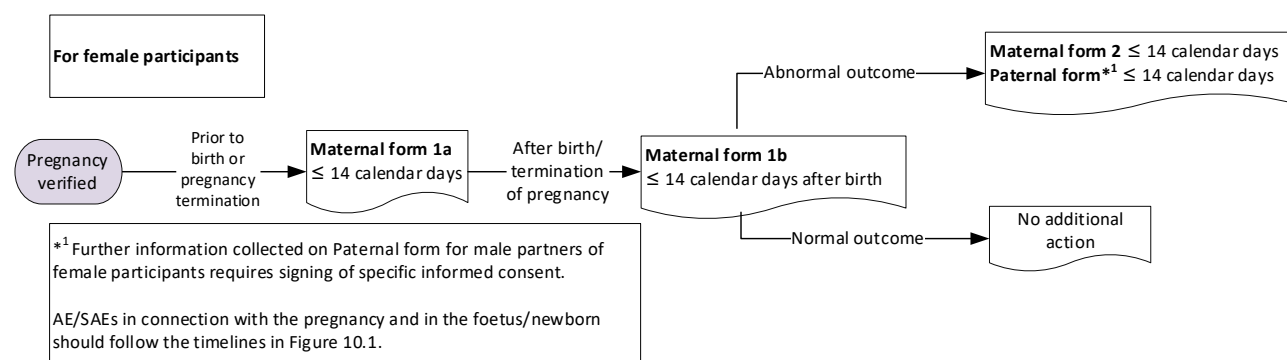 For female participants
Pregnancy
verified
Prior to
birth or
pregnancy
termination
Maternal form 1a
≤ 14 calendar days
After birth/
termination
of pregnancy
Maternal form 1b
≤ 14 calendar days after birth
Abnormal outcome
Maternal form 2 ≤ 14 calendar days
Paternal form*1 ≤ 14 calendar days
Normal outcome
No additional
action
*1 Further information collected on Paternal form for male partners of
female participants requires signing of specific informed consent.
AE/SAEs in connection with the pregnancy and in the foetus/newborn
should follow the timelines in Figure 10.1.